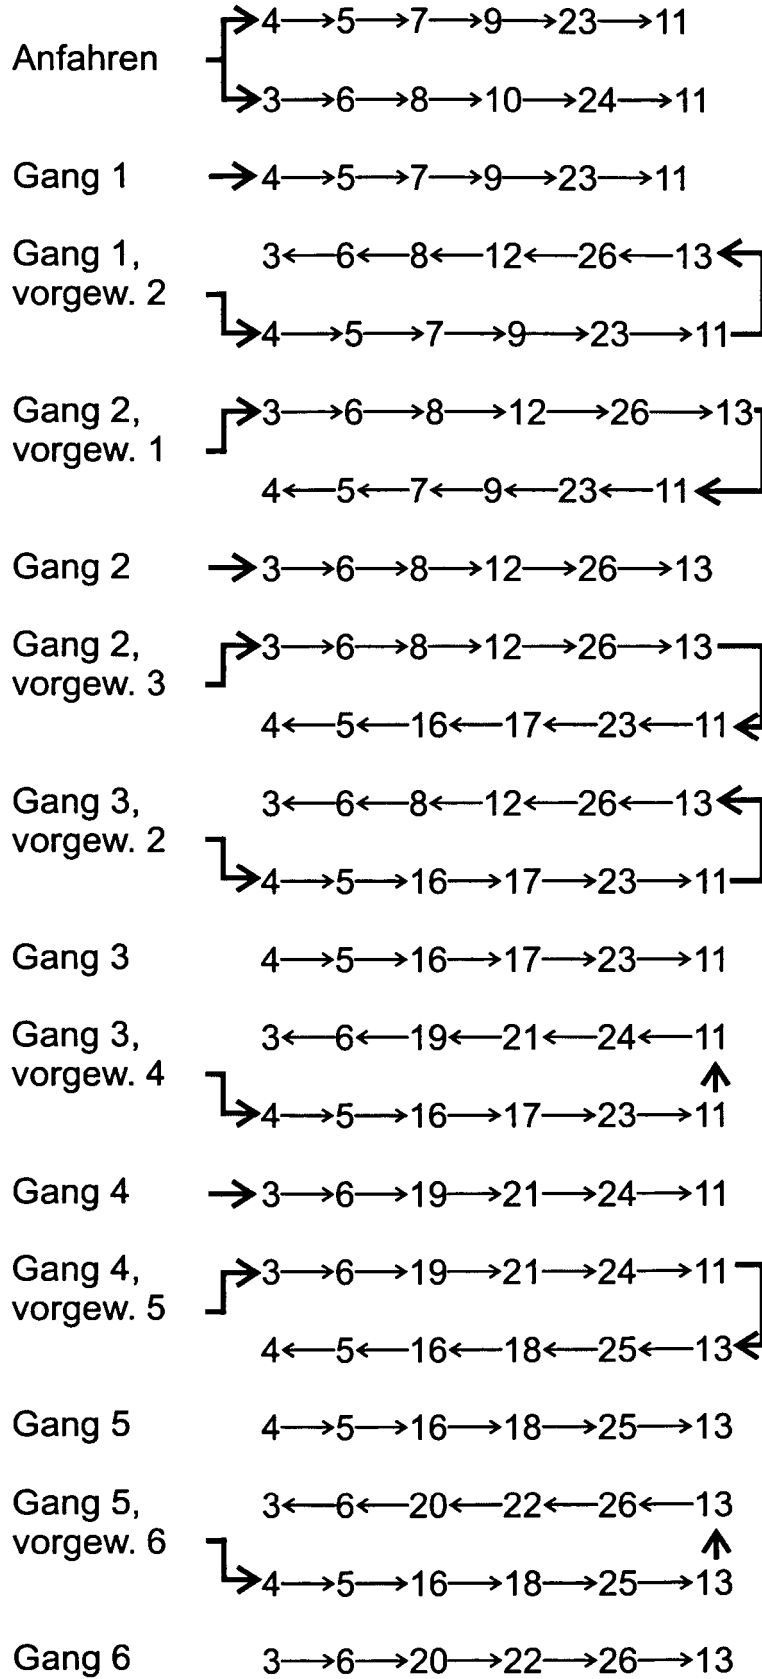 4→5→7→9→23→11
Anfahren
3→6→8→10→24→11
Gang 1 →4→5→7→9→23→11
Gang 1, 3←6←8←12←26←13
vorgew. 2
4→5→7→9→23→11
Gang 2, 3→6→8→12→26→13
vorgew. 1
4←5←7←9←23←11
Gang 2 →3→6→8→12→26→13
Gang 2, 3→6→8→12→26→13
vorgew. 3
4←5←16←17←23←11
Gang 3, 3←6←8←12←26←13
vorgew. 2
4→5→16→17→23→11
Gang 3 4→5→16→17→23→11
Gang 3, 3←6←19←21←24←11
vorgew. 4
4→5→16→17→23→11
Gang 4 →3→6→19→21→24→11
Gang 4, 3→6→19→21→24→11
vorgew. 5
4←5←16←18←25←13
Gang 5 4→5→16→18→25→13
Gang 5, 3←6←20←22←26←13
vorgew. 6
4→5→16→18→25→13
Gang 6 3→6→20→22→26→13